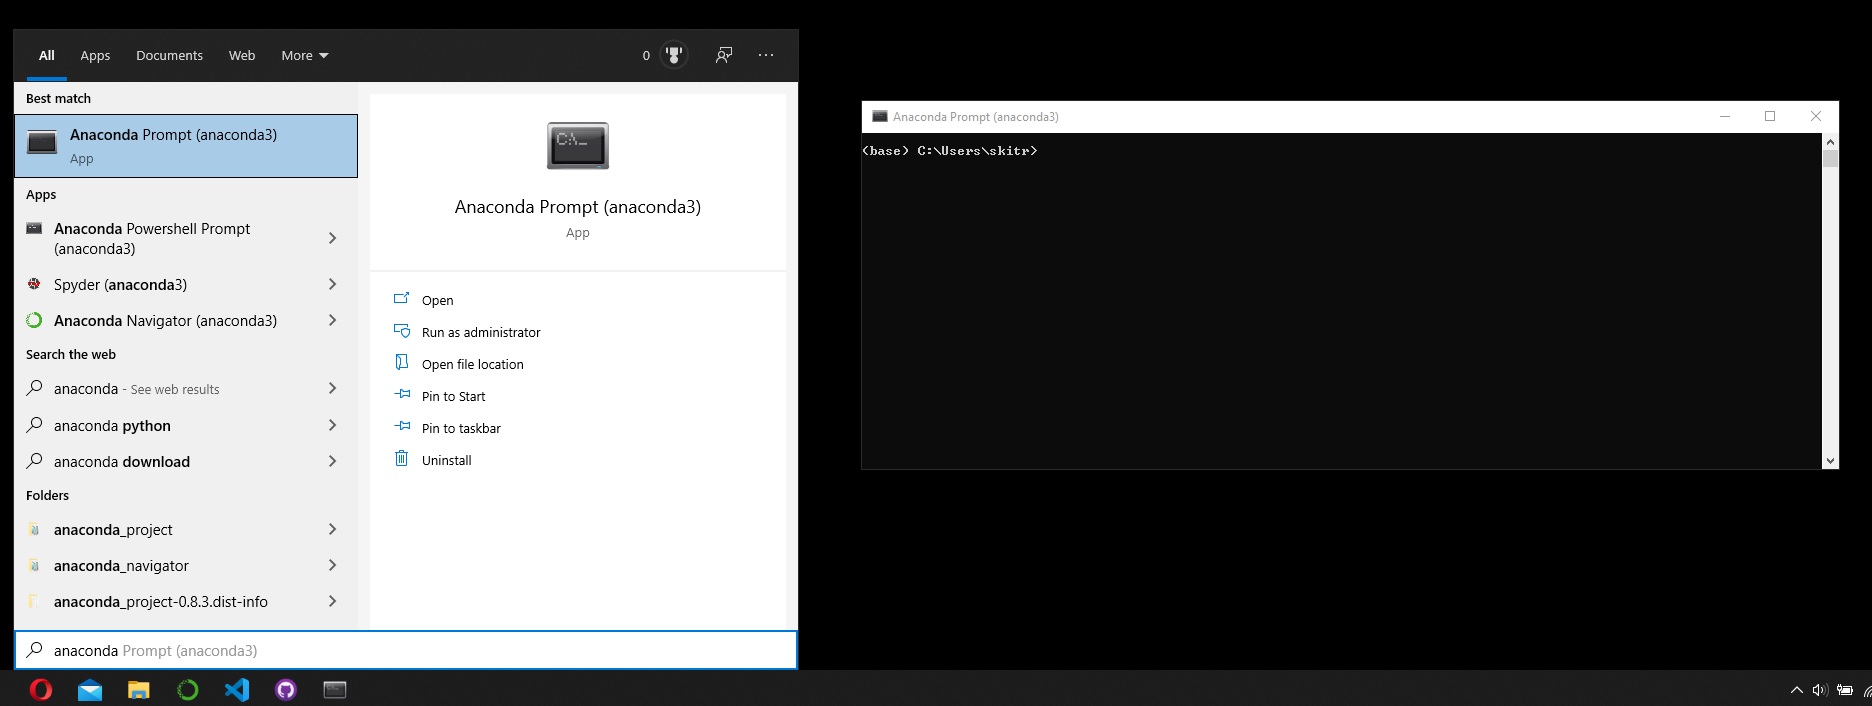 All Apps Documents Web More 0
Best match
Anaconda Prompt (anaconda3)
App
Apps
Anaconda Powershell Prompt
(anaconda3)
Spyder (anaconda3)
Anaconda Navigator (anaconda3)
Search the web
anaconda - See web results
anaconda python
anaconda download
Folders
anaconda_project
anaconda_navigator
anaconda_project-0.8.3.dist-info
anaconda Prompt (anaconda3)
C:\_
Anaconda Prompt (anaconda3)
App
Open
Run as administrator
Open file location
Pin to Start
Pin to taskbar
Uninstall
Anaconda Prompt (anaconda3)
(base) C:\Users\skitr>